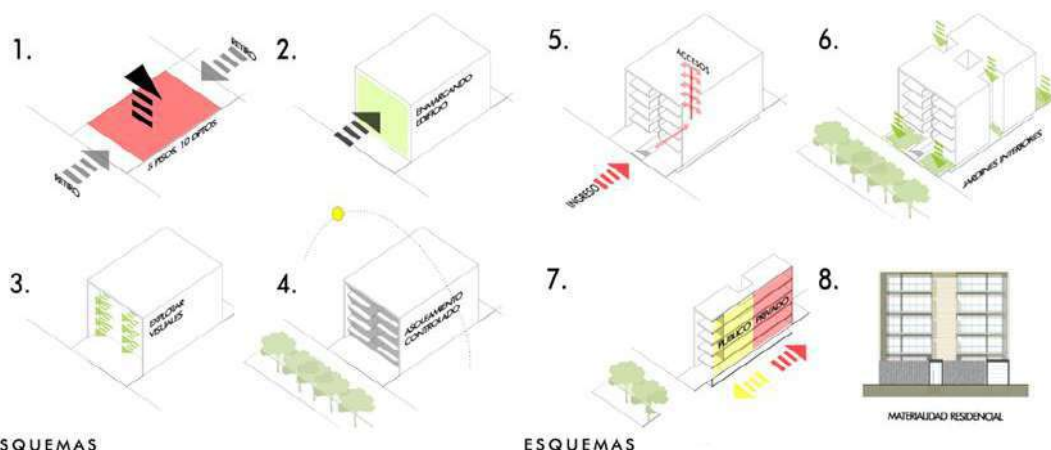 1.
RETIRO
RETIRO
5 PISOS, 10 DPTOS
2.
ENMARCANDO
EDIFICIO
3.
EXPLOTAR
VISUALES
4.
ASOLEAMIENTO
CONTROLADO
SQUEMAS
5.
ACCESOS
INGRESO
6.
JARDINES INTERIORES
7.
PUBLICO PRIVADO
8.
MATERIALIDAD RESIDENCIAL
ESQUEMAS